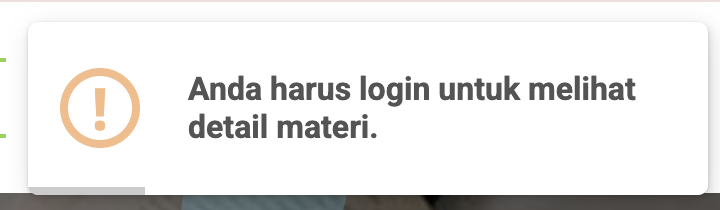 Anda harus login untuk melihat
detail materi.